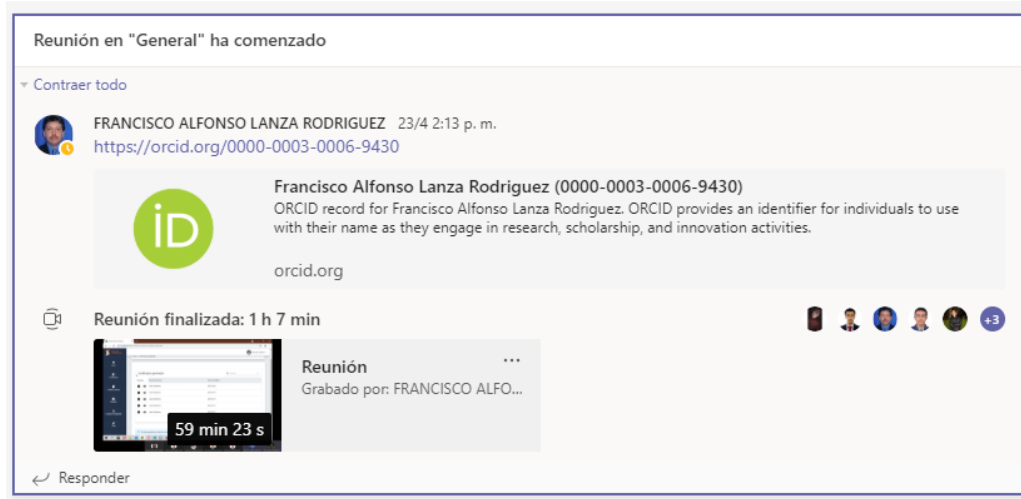 Reunión en "General" ha comenzado
Contraer todo
FRANCISCO ALFONSO LANZA RODRIGUEZ 23/4 2:13 p. m.
https://orcid.org/0000-0003-0006-9430
iD
Francisco Alfonso Lanza Rodriguez (0000-0003-0006-9430)
ORCID record for Francisco Alfonso Lanza Rodriguez. ORCID provides an identifier for individuals to use
with their name as they engage in research, scholarship, and innovation activities.
orcid.org
Reunión finalizada: 1 h 7 min
+3
Reunión
...
Grabado por: FRANCISCO ALFO...
59 min 23 s
Responder